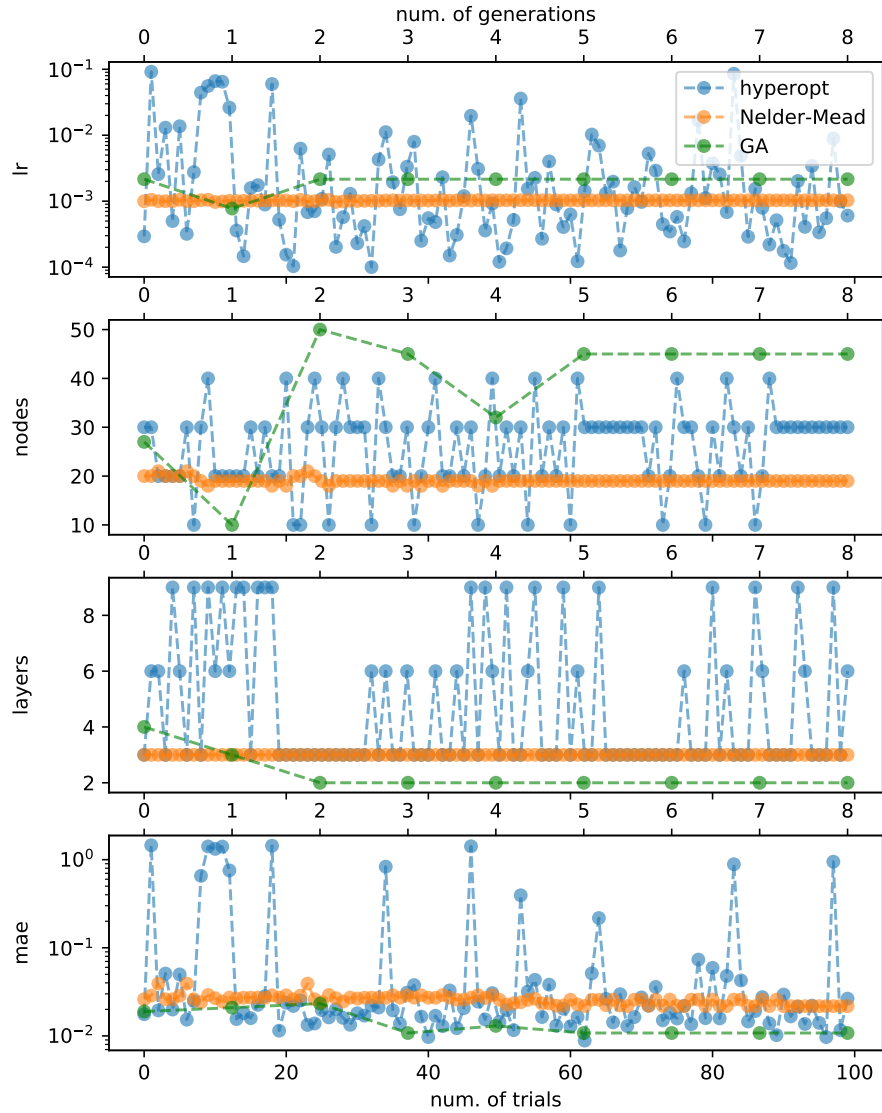 num. of generations
0 1 2 3 4 5 6 7 8
10⁻¹
10⁻²
10⁻³
10⁻⁴
lr
hyperopt
Nelder-Mead
GA
0 1 2 3 4 5 6 7 8
50
40
30
20
10
nodes
0 1 2 3 4 5 6 7 8
8
6
4
2
layers
0 1 2 3 4 5 6 7 8
10⁰
10⁻¹
10⁻²
mae
0 20 40 60 80 100
num. of trials